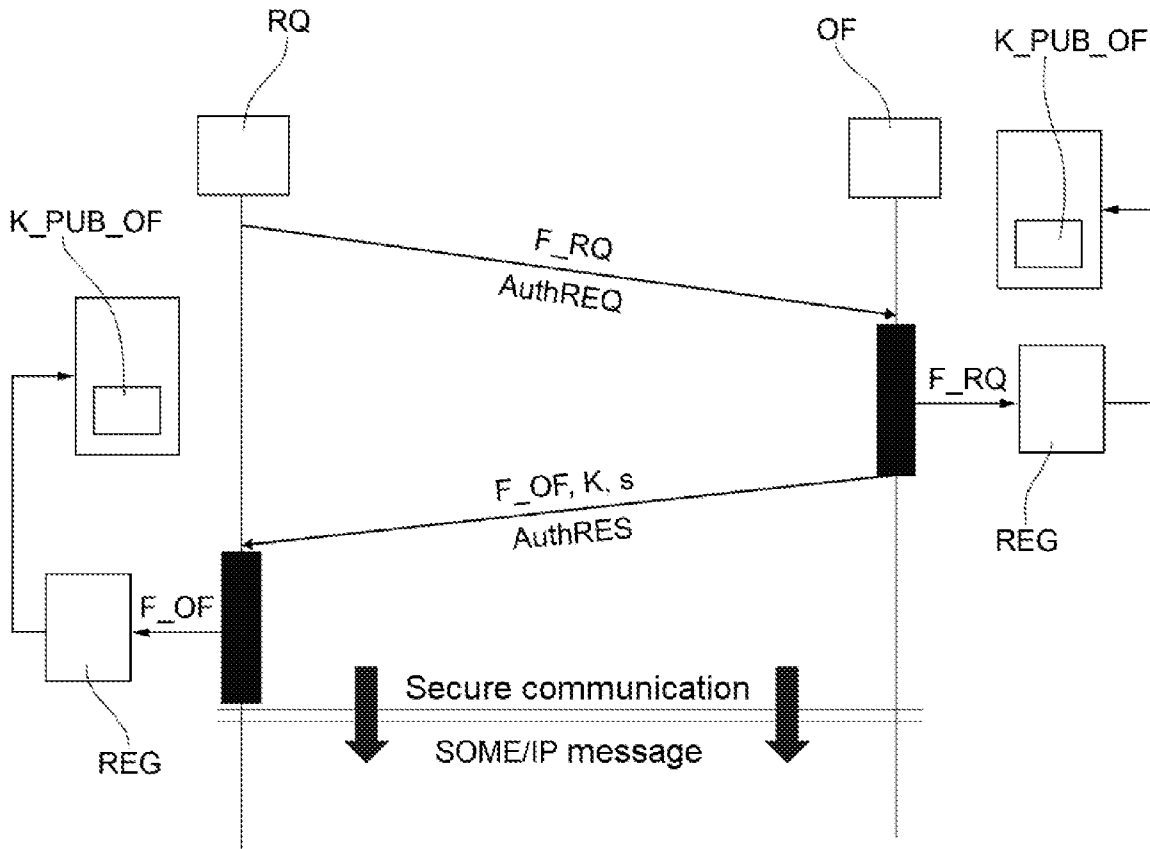 RQ
OF
K_PUB_OF
K_PUB_OF
F_RQ
AuthREQ
F_RQ
F_OF, K, s
AuthRES
REG
F_OF
Secure communication
REG
SOME/IP message